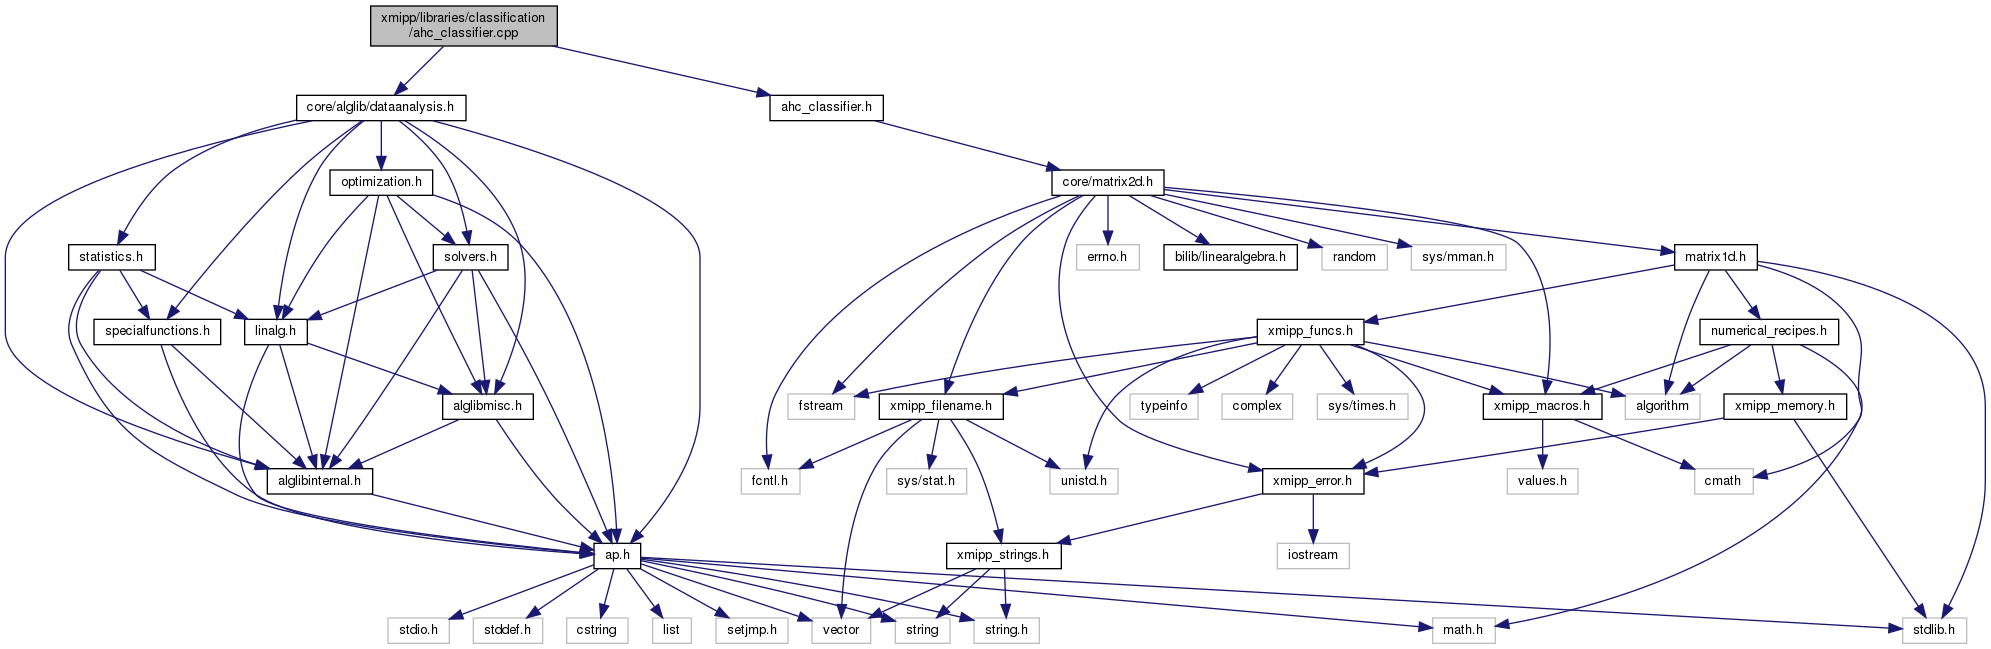 xmipp/libraries/classification
/ahc_classifier.cpp
core/alglib/dataanalysis.h
ahc_classifier.h
optimization.h
core/matrix2d.h
statistics.h
solvers.h
errno.h
bilib/linearalgebra.h
random
sys/mman.h
matrix1d.h
specialfunctions.h
linalg.h
xmipp_funcs.h
numerical_recipes.h
alglibmisc.h
fstream
xmipp_filename.h
typeinfo
complex
sys/times.h
xmipp_macros.h
algorithm
xmipp_memory.h
alglibinternal.h
fcntl.h
sys/stat.h
unistd.h
xmipp_error.h
values.h
cmath
ap.h
xmipp_strings.h
iostream
stdio.h
stddef.h
cstring
list
setjmp.h
vector
string
string.h
math.h
stdlib.h